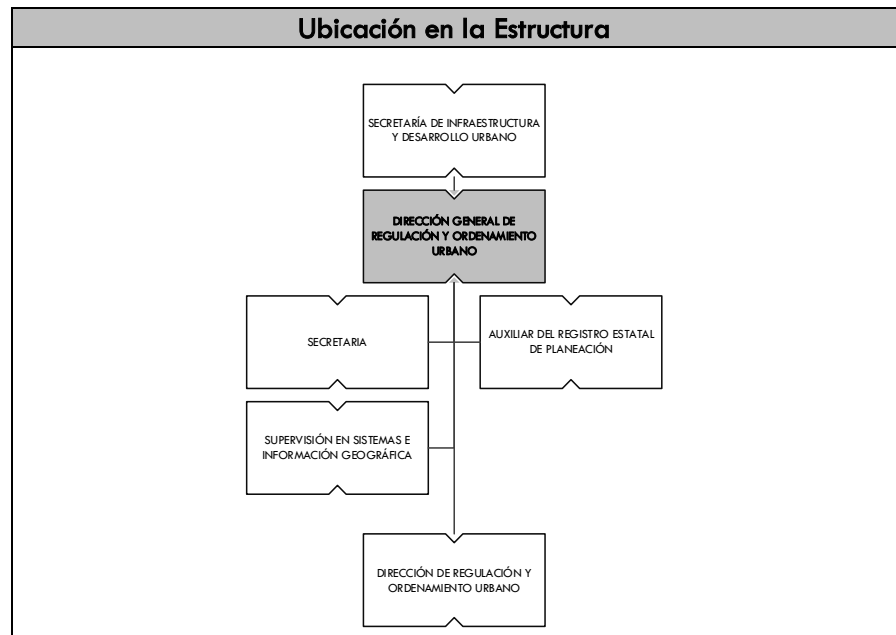 Ubicación en la Estructura
SECRETARÍA DE INFRAESTRUCTURA
Y DESARROLLO URBANO
DIRECCIÓN GENERAL DE
REGULACIÓN Y ORDENAMIENTO
URBANO
SECRETARIA
AUXILIAR DEL REGISTRO ESTATAL
DE PLANEACIÓN
SUPERVISIÓN EN SISTEMAS E
INFORMACIÓN GEOGRÁFICA
DIRECCIÓN DE REGULACIÓN Y
ORDENAMIENTO URBANO